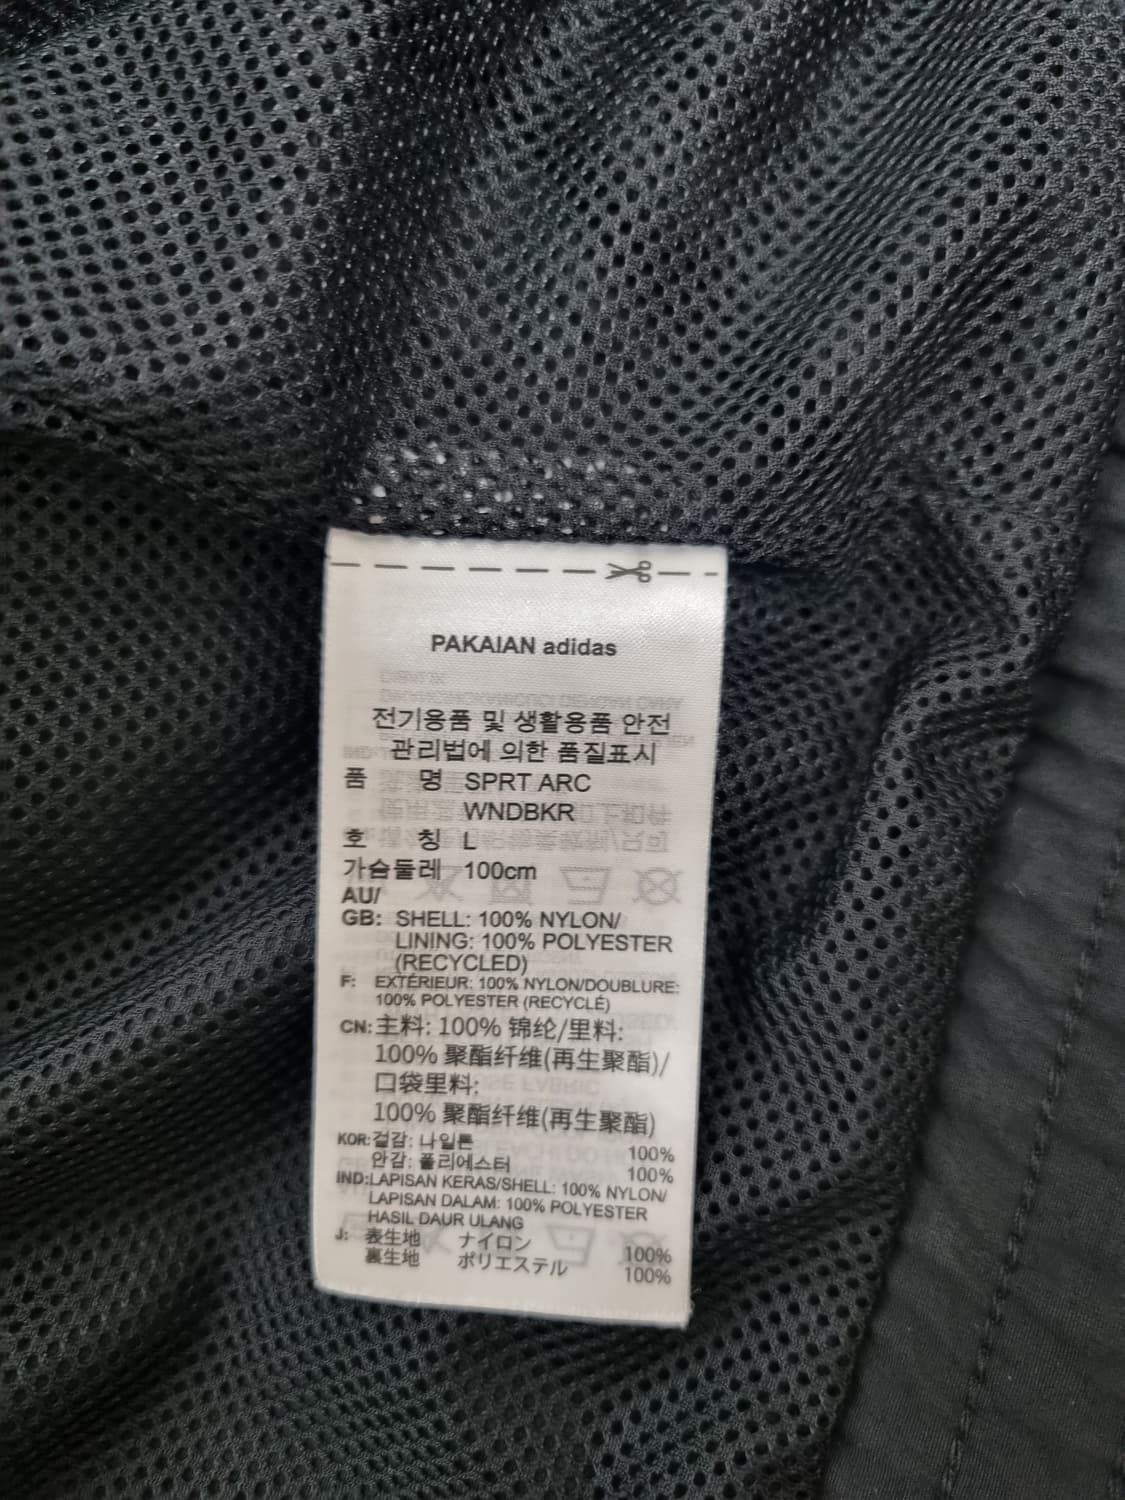 PAKAIAN adidas
전기용품 및 생활용품 안전
관리법에 의한 품질표시
품 명 SPRT ARC
WNDBKR
호 칭 L
가슴둘레 100cm
AU/
GB: SHELL: 100% NYLON/
LINING: 100% POLYESTER
(RECYCLED)
F: EXTÉRIEUR: 100% NYLON/DOUBLURE:
100% POLYESTER (RECYCLÉ)
CN: 主料: 100% 锦纶/里料:
100% 聚酯纤维(再生聚酯)/
口袋里料:
100% 聚酯纤维(再生聚酯)
KOR: 겉감: 나일론 100%
안감: 폴리에스터 100%
IND: LAPISAN KERAS/SHELL: 100% NYLON/
LAPISAN DALAM: 100% POLYESTER
HASIL DAUR ULANG
J: 表生地 ナイロン 100%
裏生地 ポリエステル 100%